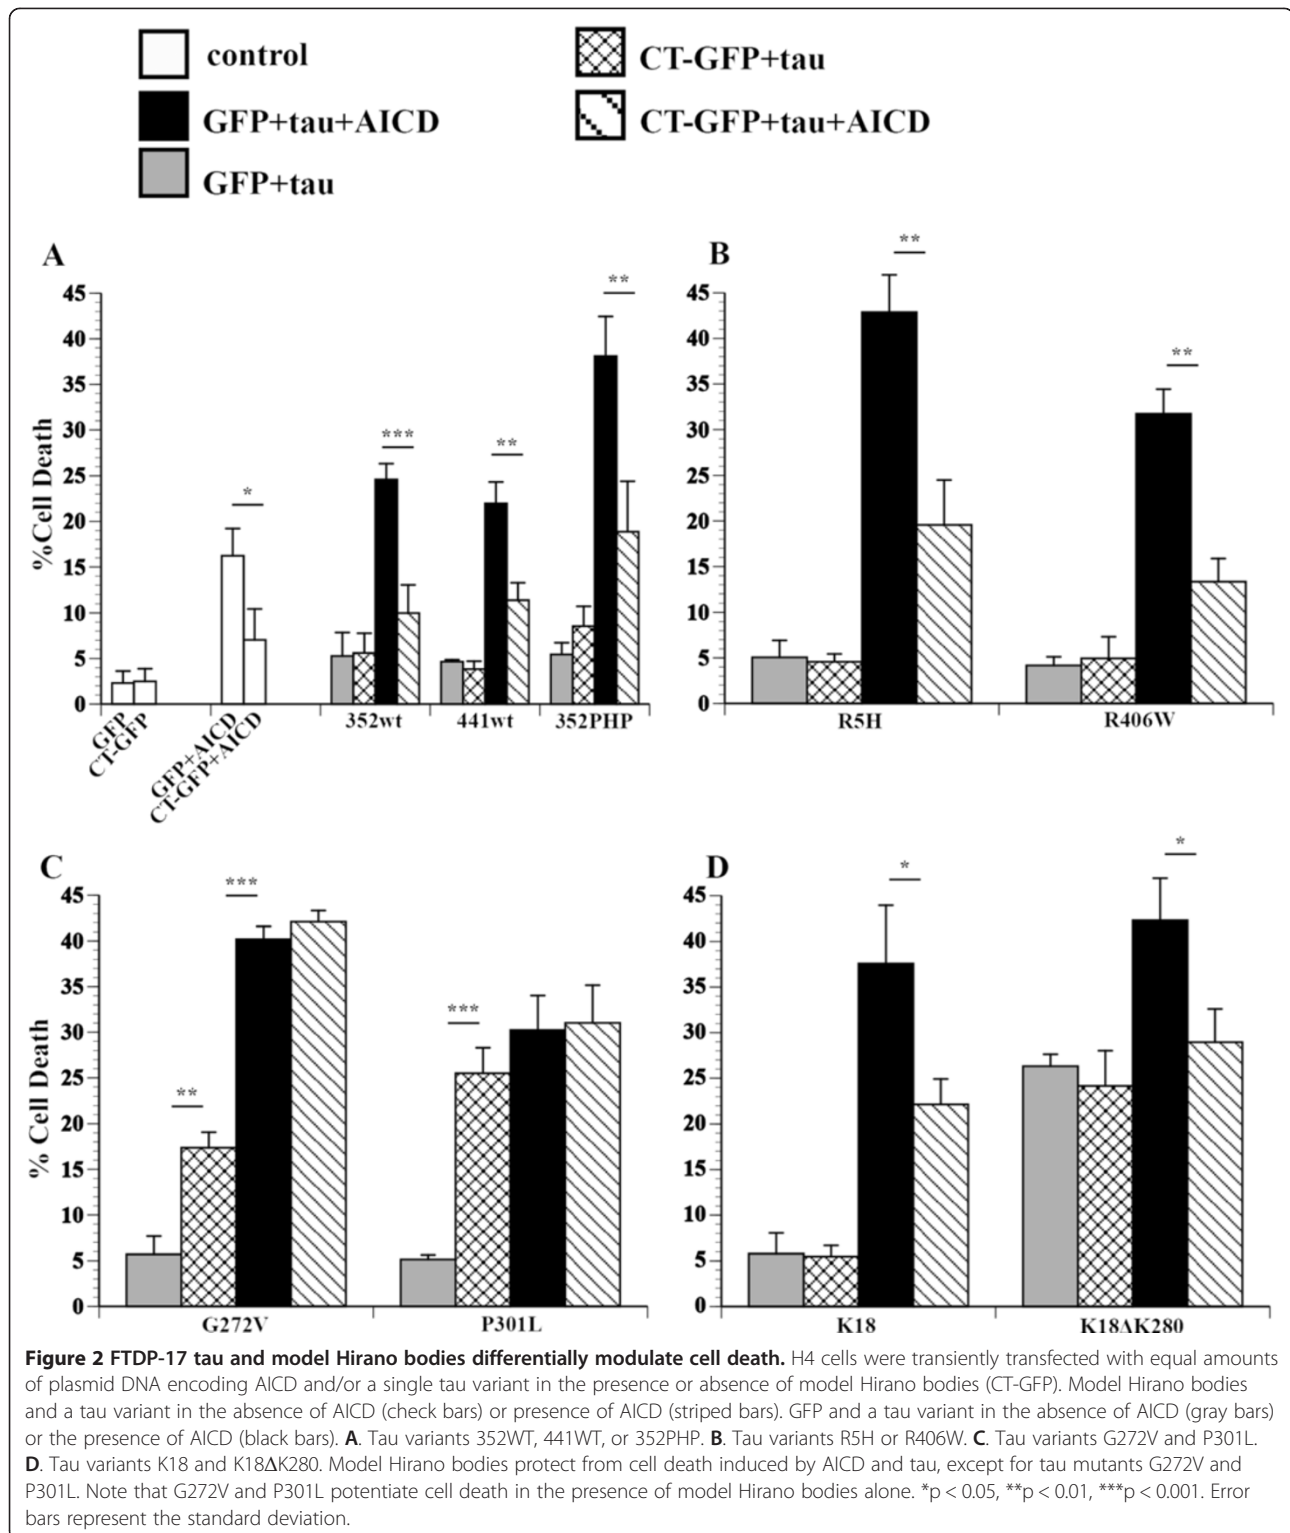 control
GFP+tau+AICD
GFP+tau
CT-GFP+tau
CT-GFP+tau+AICD
A
%Cell Death
45
40
35
30
25
20
15
10
5
0
*
***
**
**
GFP
CT-GFP
GFP+AICD
CT-GFP+AICD
352wt
441wt
352PHP
B
45
40
35
30
25
20
15
10
5
0
**
**
R5H
R406W
C
% Cell Death
45
40
35
30
25
20
15
10
5
0
**
***
***
G272V
P301L
D
45
40
35
30
25
20
15
10
5
0
*
*
K18
K18ΔK280
Figure 2 FTDP-17 tau and model Hirano bodies differentially modulate cell death. H4 cells were transiently transfected with equal amounts
of plasmid DNA encoding AICD and/or a single tau variant in the presence or absence of model Hirano bodies (CT-GFP). Model Hirano bodies
and a tau variant in the absence of AICD (check bars) or presence of AICD (striped bars). GFP and a tau variant in the absence of AICD (gray bars)
or the presence of AICD (black bars). A. Tau variants 352WT, 441WT, or 352PHP. B. Tau variants R5H or R406W. C. Tau variants G272V and P301L.
D. Tau variants K18 and K18ΔK280. Model Hirano bodies protect from cell death induced by AICD and tau, except for tau mutants G272V and
P301L. Note that G272V and P301L potentiate cell death in the presence of model Hirano bodies alone. *p < 0.05, **p < 0.01, ***p < 0.001. Error
bars represent the standard deviation.